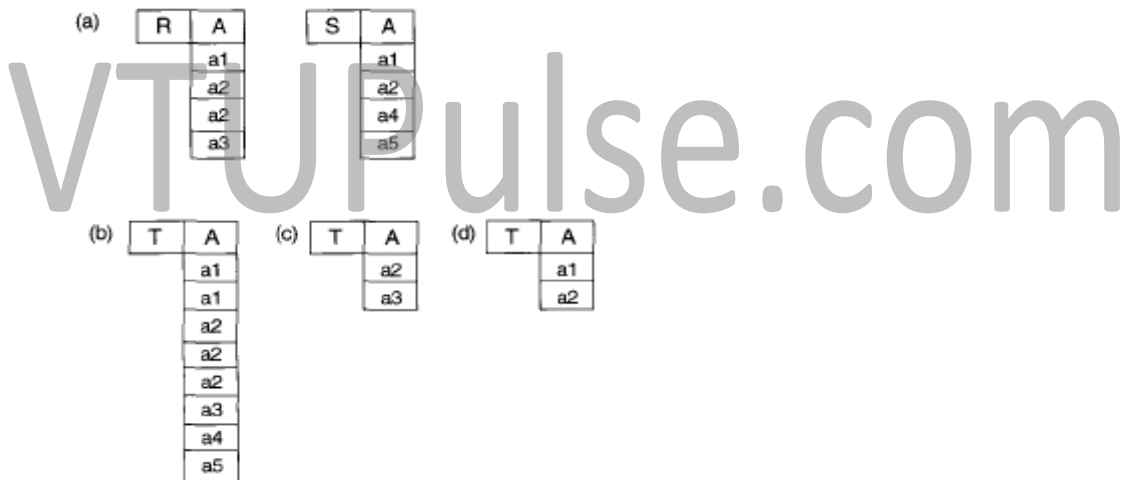 (a) R A S A
a1 a1
a2 a2
a2 a4
a3 a5
VTUPulse.com
(b) T A (c) T A (d) T A
a1 a2 a1
a1 a3 a2
a2
a2
a2
a3
a4
a5